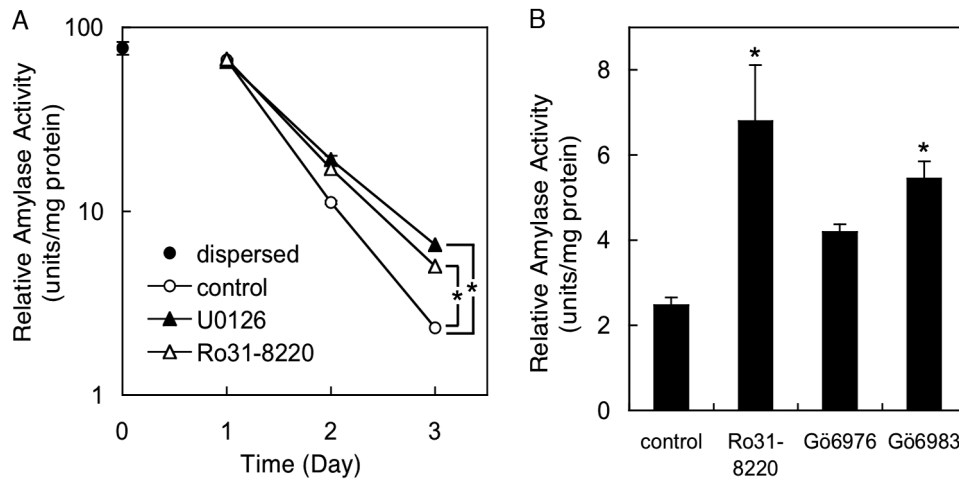 A
Relative Amylase Activity
(units/mg protein)
100
10
1
dispersed
control
U0126
Ro31-8220
*
*
0 1 2 3
Time (Day)
B
Relative Amylase Activity
(units/mg protein)
8
6
4
2
0
*
*
control Ro31-8220 Gö6976 Gö6983